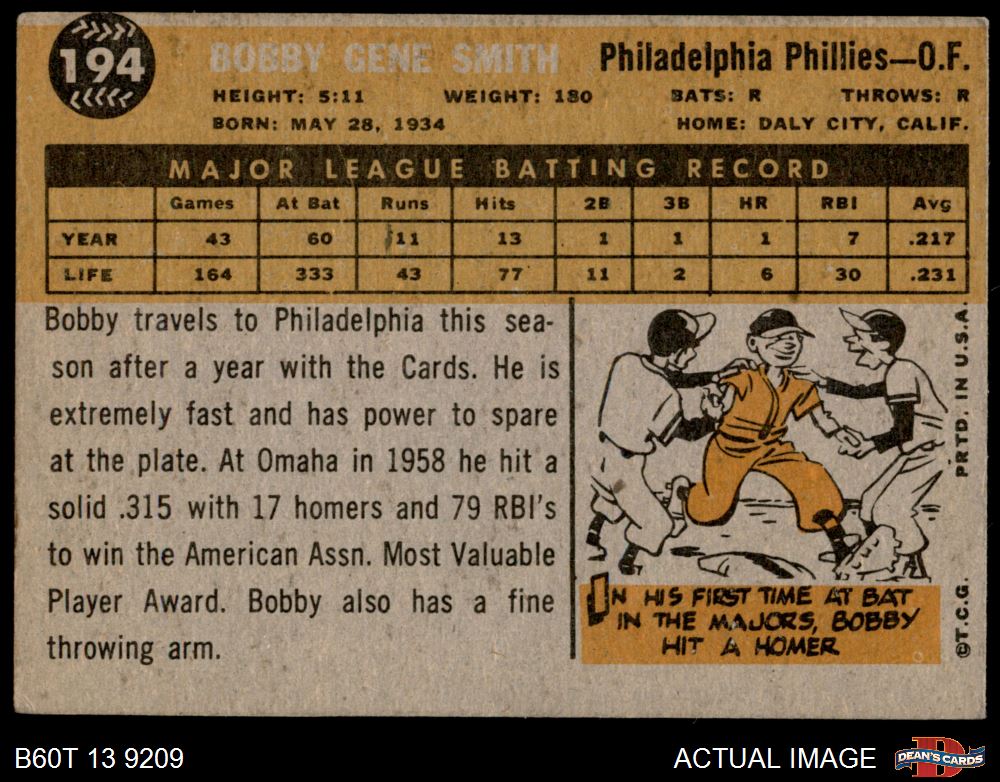 194
BOBBY GENE SMITH
Philadelphia Phillies—O.F.
HEIGHT: 5:11 WEIGHT: 180 BATS: R THROWS: R
BORN: MAY 28, 1934 HOME: DALY CITY, CALIF.
MAJOR LEAGUE BATTING RECORD
Games At Bat Runs Hits 2B 3B HR RBI Avg
YEAR 43 60 11 13 1 1 1 7 .217
LIFE 164 333 43 77 11 2 6 30 .231
Bobby travels to Philadelphia this sea-
son after a year with the Cards. He is
extremely fast and has power to spare
at the plate. At Omaha in 1958 he hit a
solid .315 with 17 homers and 79 RBI's
to win the American Assn. Most Valuable
Player Award. Bobby also has a fine
throwing arm.
ON HIS FIRST TIME AT BAT
IN THE MAJORS, BOBBY
HIT A HOMER
©T.C.G. PRTD. IN U.S.A.
B60T 13 9209
ACTUAL IMAGE
D
DEAN'S CARDS